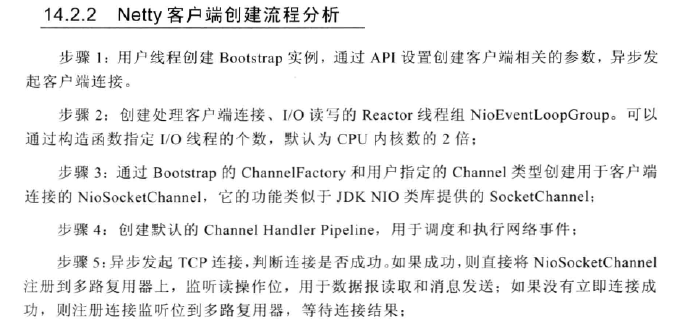 14.2.2 Netty 客户端创建流程分析
步骤 1：用户线程创建 Bootstrap 实例，通过 API 设置创建客户端相关的参数，异步发
起客户端连接。
步骤 2：创建处理客户端连接、I/O 读写的 Reactor 线程组 NioEventLoopGroup。可以
通过构造函数指定 I/O 线程的个数，默认为 CPU 内核数的 2 倍；
步骤 3：通过 Bootstrap 的 ChannelFactory 和用户指定的 Channel 类型创建用于客户端
连接的 NioSocketChannel，它的功能类似于 JDK NIO 类库提供的 SocketChannel；
步骤 4：创建默认的 Channel Handler Pipeline，用于调度和执行网络事件；
步骤 5：异步发起 TCP 连接，判断连接是否成功。如果成功，则直接将 NioSocketChannel
注册到多路复用器上，监听读操作位，用于数据报读取和消息发送；如果没有立即连接成
功，则注册连接监听位到多路复用器，等待连接结果；